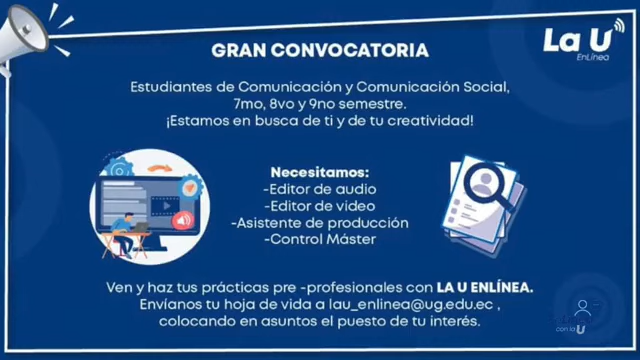 GRAN CONVOCATORIA
La U
EnLínea
Estudiantes de Comunicación y Comunicación Social,
7mo, 8vo y 9no semestre.
¡Estamos en busca de ti y de tu creatividad!
Necesitamos:
-Editor de audio
-Editor de video
-Asistente de producción
-Control Máster
Ven y haz tus prácticas pre -profesionales con LA U ENLÍNEA.
Envíanos tu hoja de vida a lau_enlinea@ug.edu.ec ,
colocando en asuntos el puesto de tu interés.
con la U